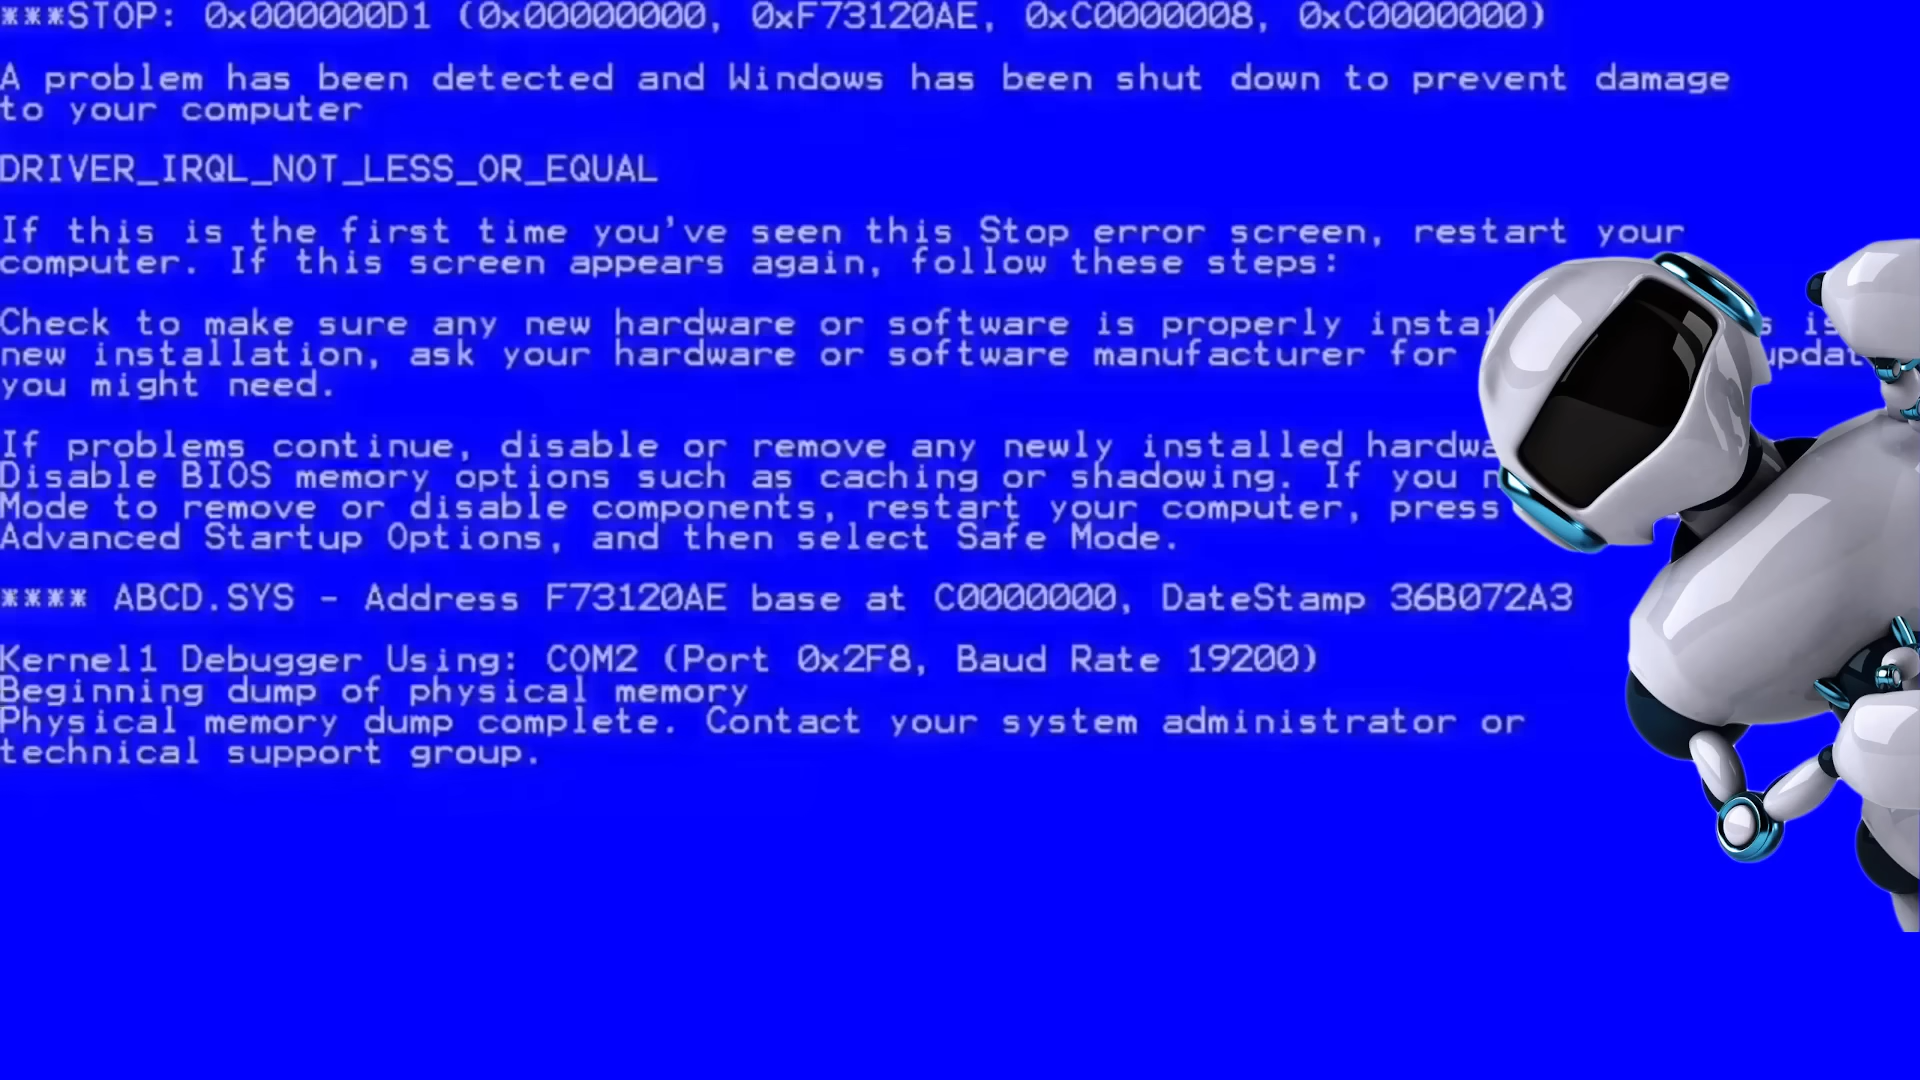 ***STOP: 0x000000D1 (0x00000000, 0xF73120AE, 0xC0000008, 0xC0000000)
A problem has been detected and Windows has been shut down to prevent damage
to your computer
DRIVER_IRQL_NOT_LESS_OR_EQUAL
If this is the first time you've seen this Stop error screen, restart your
computer. If this screen appears again, follow these steps:
Check to make sure any new hardware or software is properly is
new installation, ask your hardware or software manufacturer for
you might need.
If problems continue, disable or remove any newly installed
Disable BIOS memory options such as caching or shadowing. If you
Mode to remove or disable components, restart your computer, press
Advanced Startup Options, and then select Safe Mode.
**** ABCD.SYS - Address F73120AE base at C0000000, DateStamp 36B072A3
Kernel1 Debugger Using: COM2 (Port 0x2F8, Baud Rate 19200)
Beginning dump of physical memory
Physical memory dump complete. Contact your system administrator or
technical support group.